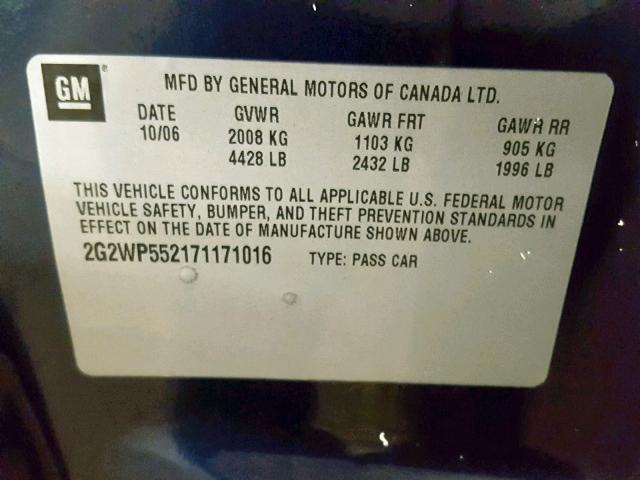 GM
MFD BY GENERAL MOTORS OF CANADA LTD.
DATE GVWR GAWR FRT GAWR RR
10/06 2008 KG 1103 KG 905 KG
4428 LB 2432 LB 1996 LB
THIS VEHICLE CONFORMS TO ALL APPLICABLE U.S. FEDERAL MOTOR
VEHICLE SAFETY, BUMPER, AND THEFT PREVENTION STANDARDS IN
EFFECT ON THE DATE OF MANUFACTURE SHOWN ABOVE.
2G2WP552171171016 TYPE: PASS CAR